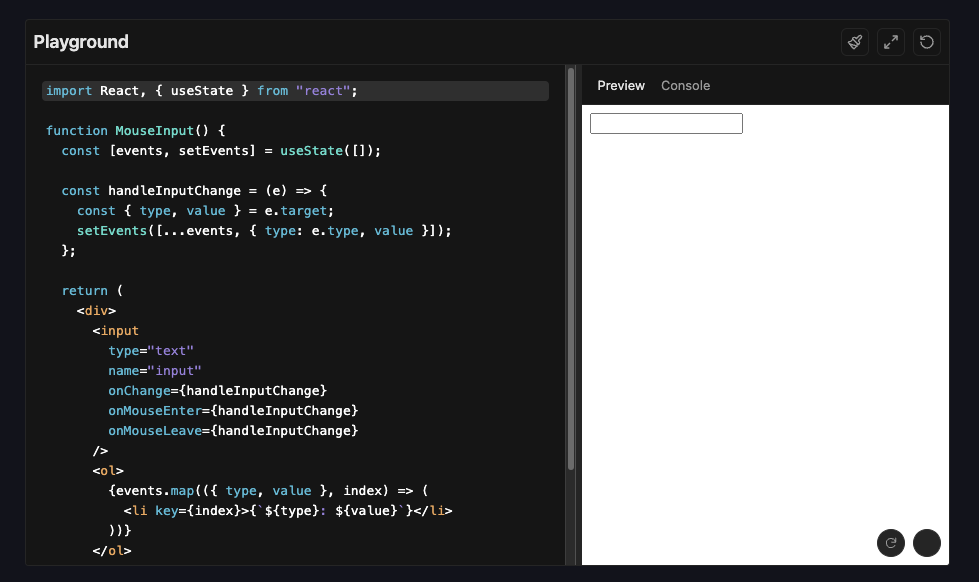 Playground
import React, { useState } from "react";
function MouseInput() {
const [events, setEvents] = useState([]);
const handleInputChange = (e) => {
const { type, value } = e.target;
setEvents([...events, { type: e.type, value }]);
};
return (
<div>
<input
type="text"
name="input"
onChange={handleInputChange}
onMouseEnter={handleInputChange}
onMouseLeave={handleInputChange}
/>
<ol>
{events.map(({ type, value }, index) => (
<li key={index}>{`${type}: ${value}`}</li>
))}
</ol>
Preview Console